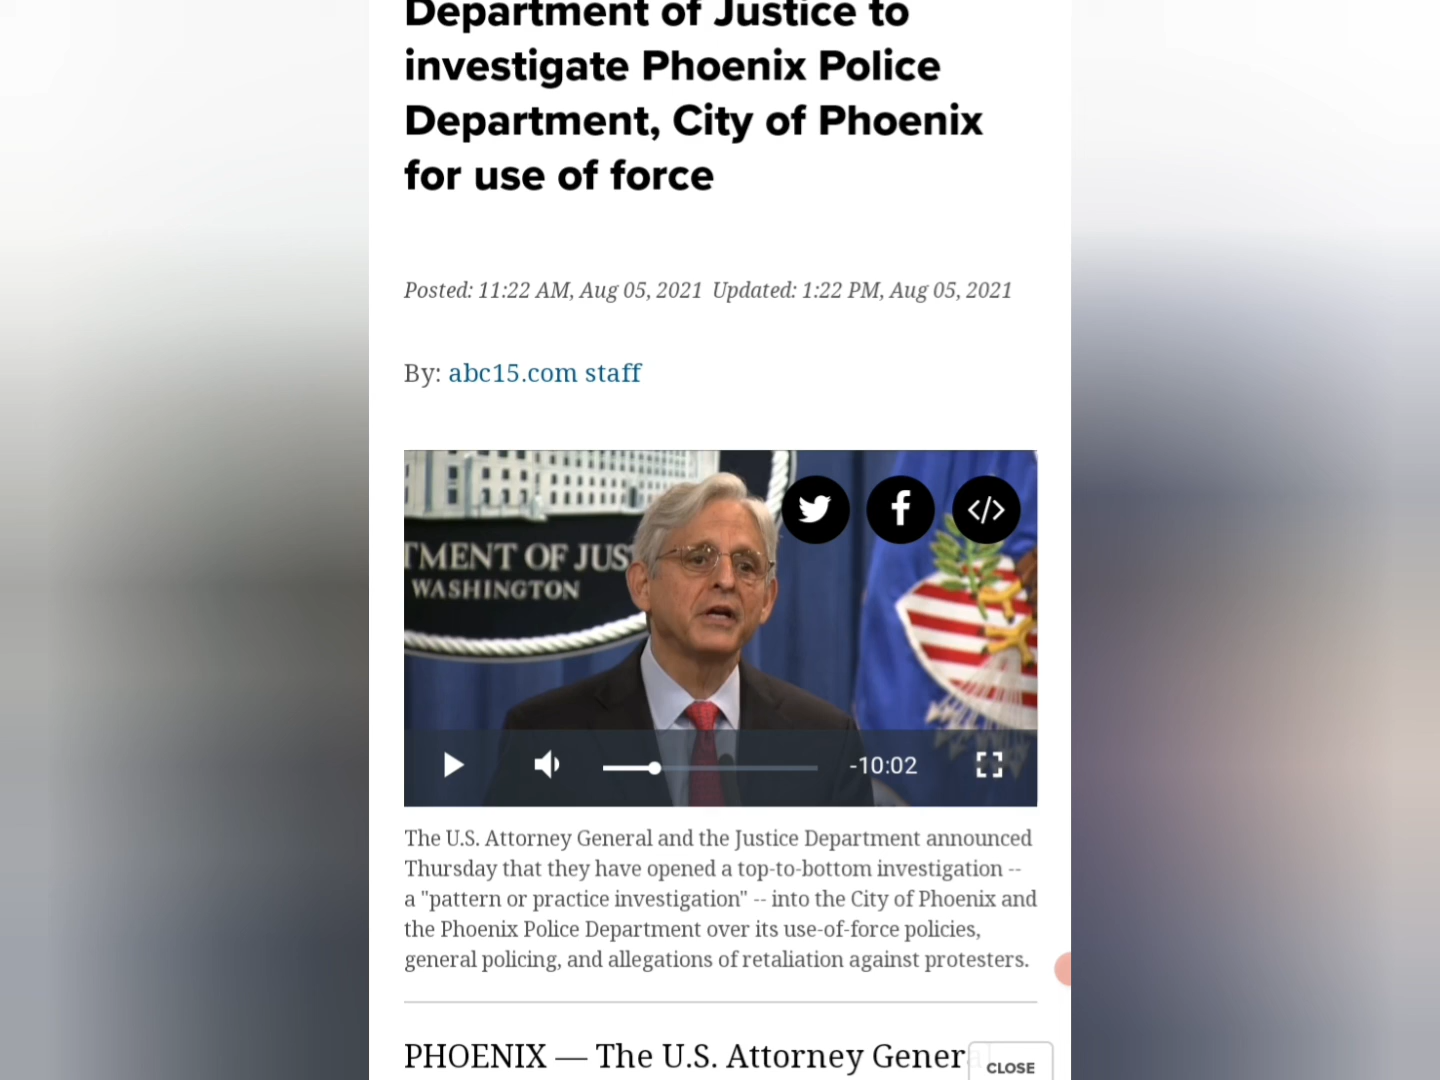 Department of Justice to
investigate Phoenix Police
Department, City of Phoenix
for use of force
Posted: 11:22 AM, Aug 05, 2021 Updated: 1:22 PM, Aug 05, 2021
By: abc15.com staff
TMENT OF JUS
WASHINGTON
-10:02
The U.S. Attorney General and the Justice Department announced
Thursday that they have opened a top-to-bottom investigation --
a "pattern or practice investigation" -- into the City of Phoenix and
the Phoenix Police Department over its use-of-force policies,
general policing, and allegations of retaliation against protesters.
PHOENIX — The U.S. Attorney Genera
CLOSE